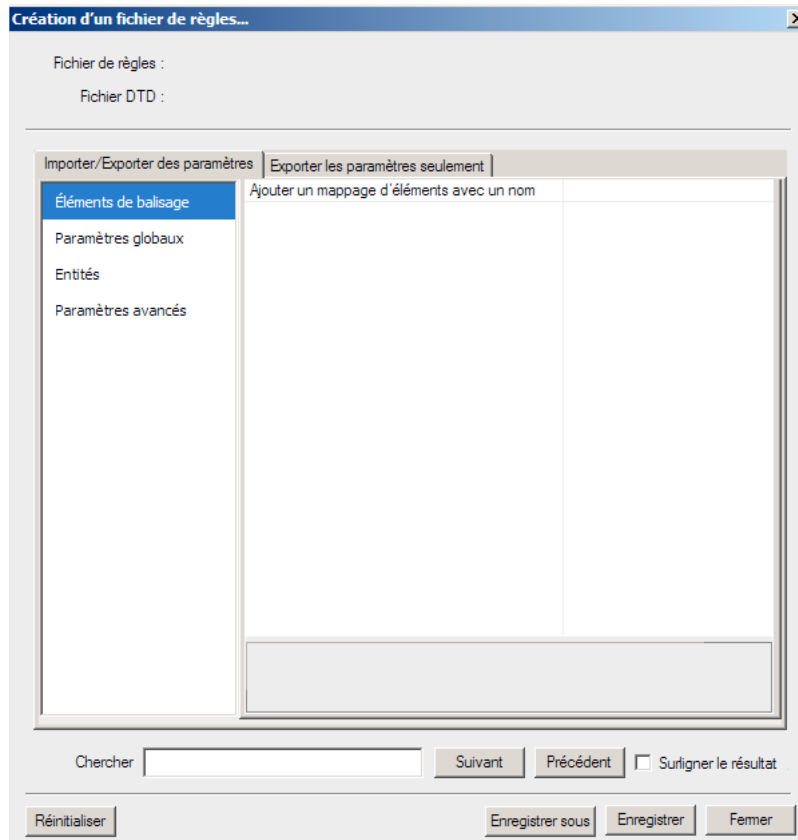 Création d'un fichier de règles...
Fichier de règles :
Fichier DTD :
Importer/Exporter des paramètres
Exporter les paramètres seulement
Éléments de balisage
Ajouter un mappage d'éléments avec un nom
Paramètres globaux
Entités
Paramètres avancés
Chercher
Suivant
Précédent
Surligner le résultat
Réinitialiser
Enregistrer sous
Enregistrer
Fermer